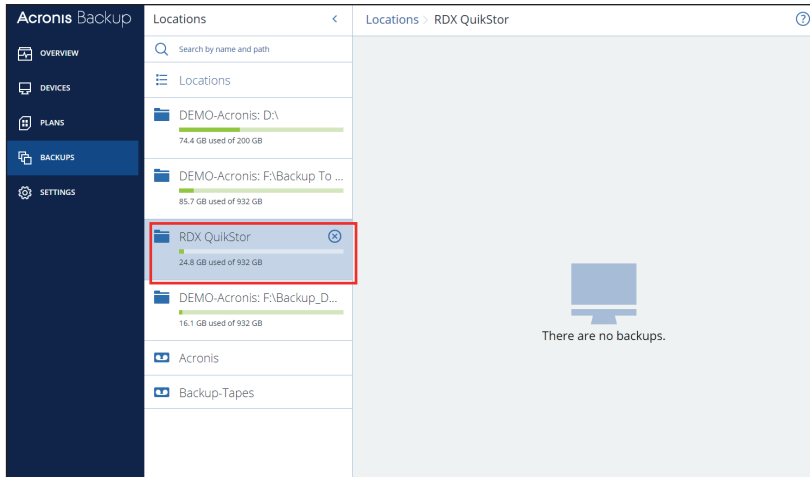 Acronis Backup
OVERVIEW
DEVICES
PLANS
BACKUPS
SETTINGS
Locations
Search by name and path
Locations
DEMO-Acronis: D:\
74.4 GB used of 200 GB
DEMO-Acronis: F:\Backup To ...
85.7 GB used of 932 GB
RDX QuikStor
24.8 GB used of 932 GB
DEMO-Acronis: F:\Backup_D...
16.1 GB used of 932 GB
Acronis
Backup-Tapes
Locations > RDX QuikStor
?
There are no backups.